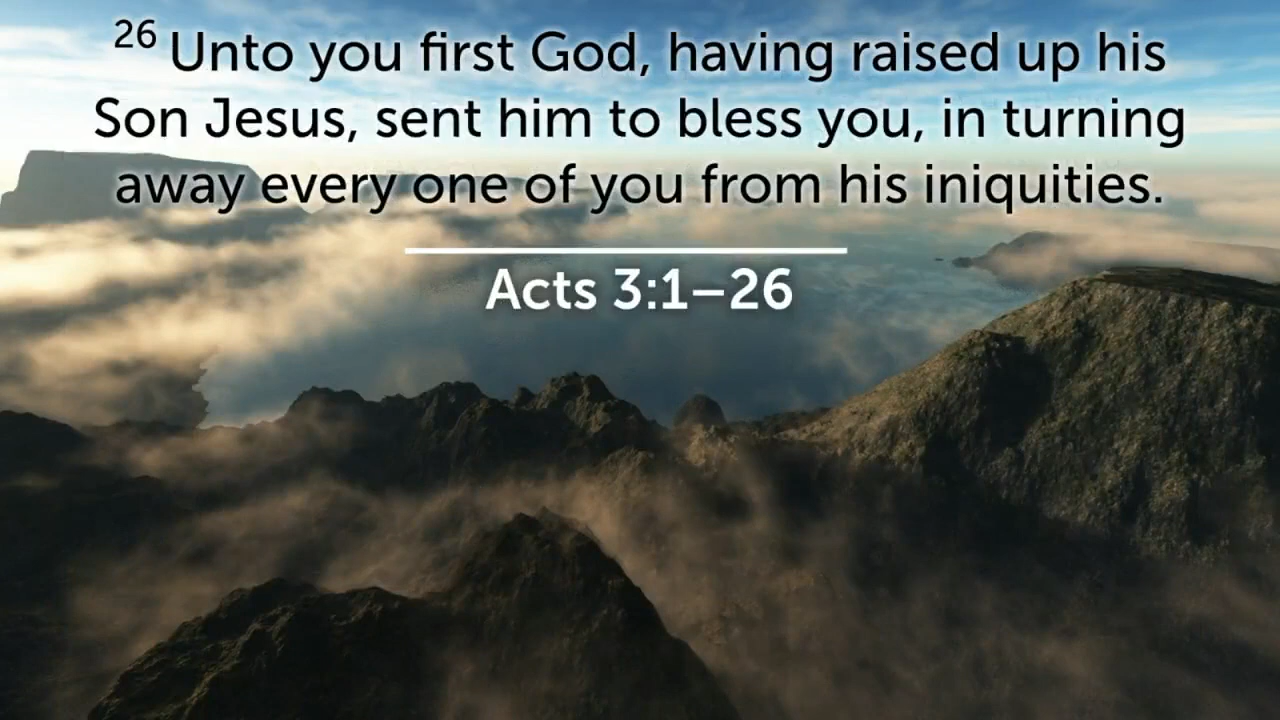 26 Unto you first God, having raised up his
Son Jesus, sent him to bless you, in turning
away every one of you from his iniquities.
Acts 3:1–26